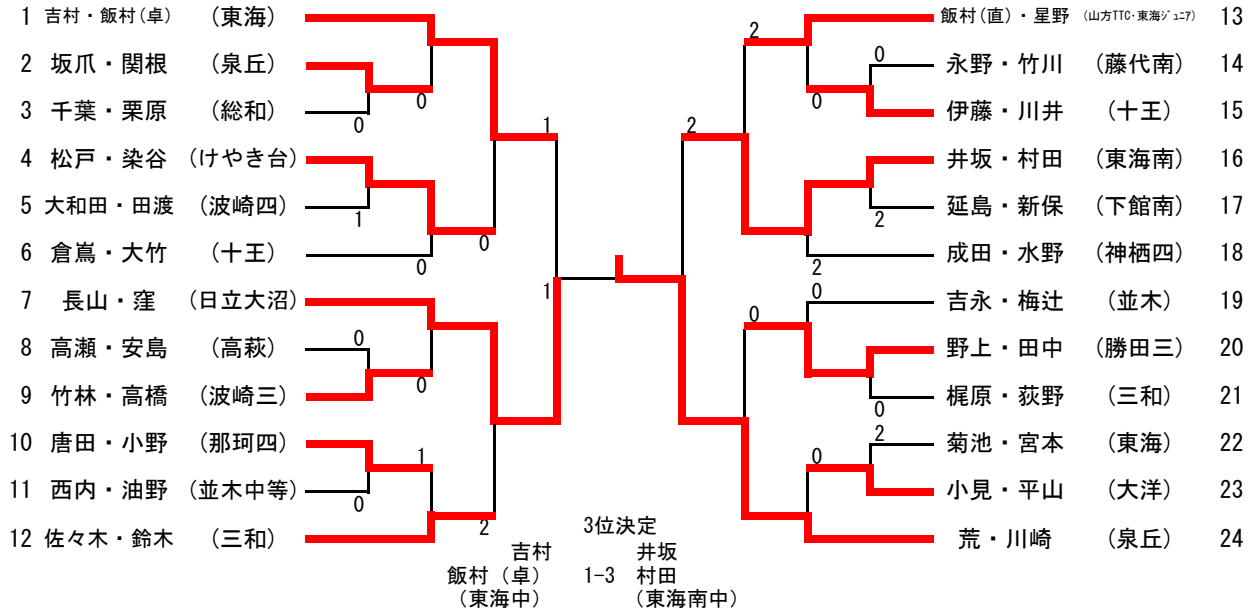 1 吉村・飯村(卓) (東海)
2 坂爪・関根 (泉丘)
0
3 千葉・栗原 (総和)
0
1
4 松戸・染谷 (けやき台)
5 大和田・田渡 (波崎四)
1
0
6 倉嶌・大竹 (十王)
0
1
7 長山・窪 (日立大沼)
8 高瀬・安島 (高萩)
0
0
9 竹林・高橋 (波崎三)
10 唐田・小野 (那珂四)
1
11 西内・油野 (並木中等)
0
12 佐々木・鈴木 (三和)
2
飯村(直)・星野 (山方TTC・東海ジュニア) 13
2
0
永野・竹川 (藤代南) 14
0
伊藤・川井 (十王) 15
2
井坂・村田 (東海南) 16
延島・新保 (下館南) 17
2
成田・水野 (神栖四) 18
2
0
吉永・梅辻 (並木) 19
0
野上・田中 (勝田三) 20
梶原・荻野 (三和) 21
0
2
菊池・宮本 (東海) 22
0
小見・平山 (大洋) 23
荒・川崎 (泉丘) 24
3位決定
吉村 井坂
飯村(卓) 1-3 村田
(東海中) (東海南中)